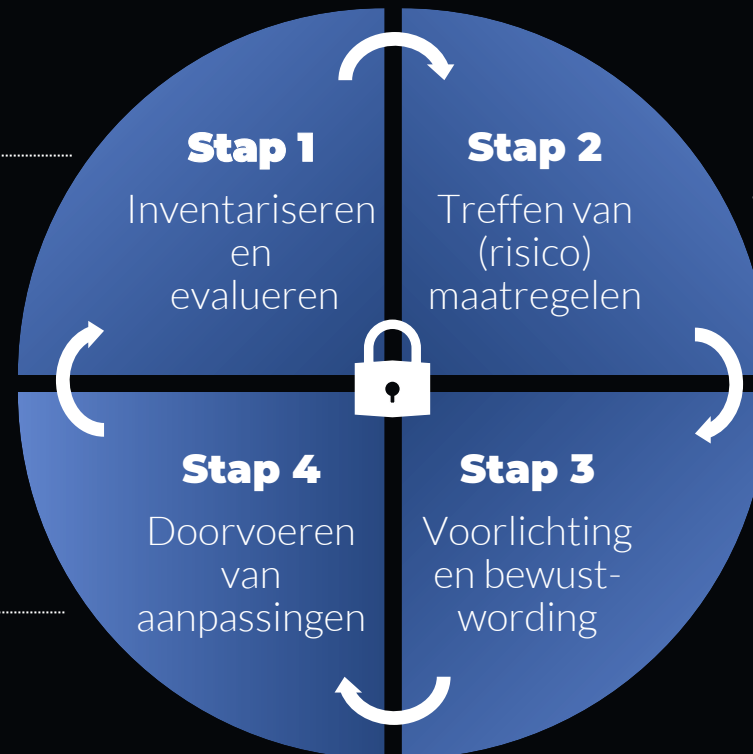 Stap 1
Inventariseren
en
evalueren
Stap 2
Treffen van
(risico)
maatregelen
Stap 3
Voorlichting
en bewust-
wording
Stap 4
Doorvoeren
van
aanpassingen